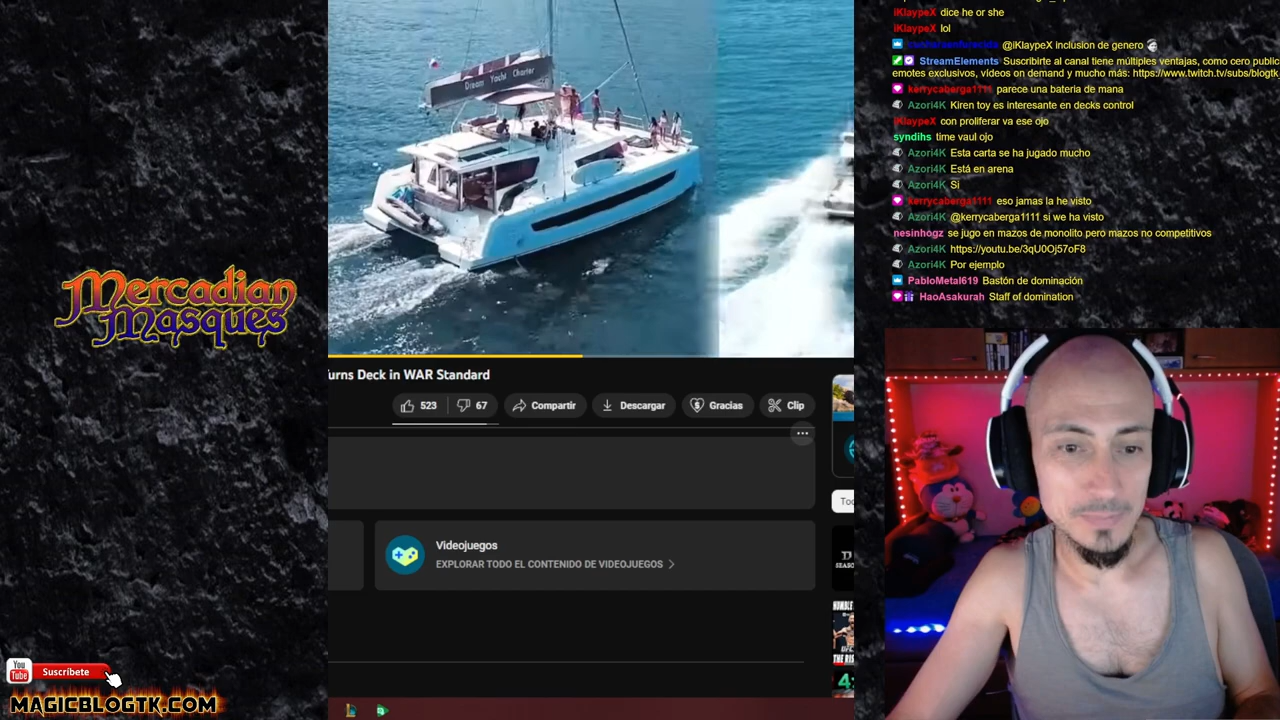 iKlaypeX dice he or she
iKlaypeX lol
@iKlaypeX inclusion de genero
StreamElements Suscribirte al canal tiene múltiples ventajas, como cero public
emotes exclusivos, vídeos on demand y mucho más: https://www.twitch.tv/subs/blogtk
kerrycaberga1111 parece una bateria de mana
Azori4K Kiren toy es interesante en decks control
iKlaypeX con proliferar va ese ojo
syndihs time vaul ojo
Azori4K Esta carta se ha jugado mucho
Azori4K Está en arena
Azori4K Si
kerrycaberga1111 eso jamas la he visto
Azori4K @kerrycaberga1111 si we ha visto
nesinhogz se jugo en mazos de monolito pero mazos no competitivos
Azori4K https://youtu.be/3qU0Oj57oF8
Azori4K Por ejemplo
PabloMetal619 Bastón de dominación
HaoAsakurah Staff of domination
Dream Yacht Charter
Mercadian
Masques
urns Deck in WAR Standard
523
67
Compartir
Descargar
Gracias
Clip
Toc
Videojuegos
EXPLORAR TODO EL CONTENIDO DE VIDEOJUEGOS
You
Tube
Suscríbete
MAGICBLOGTK.COM